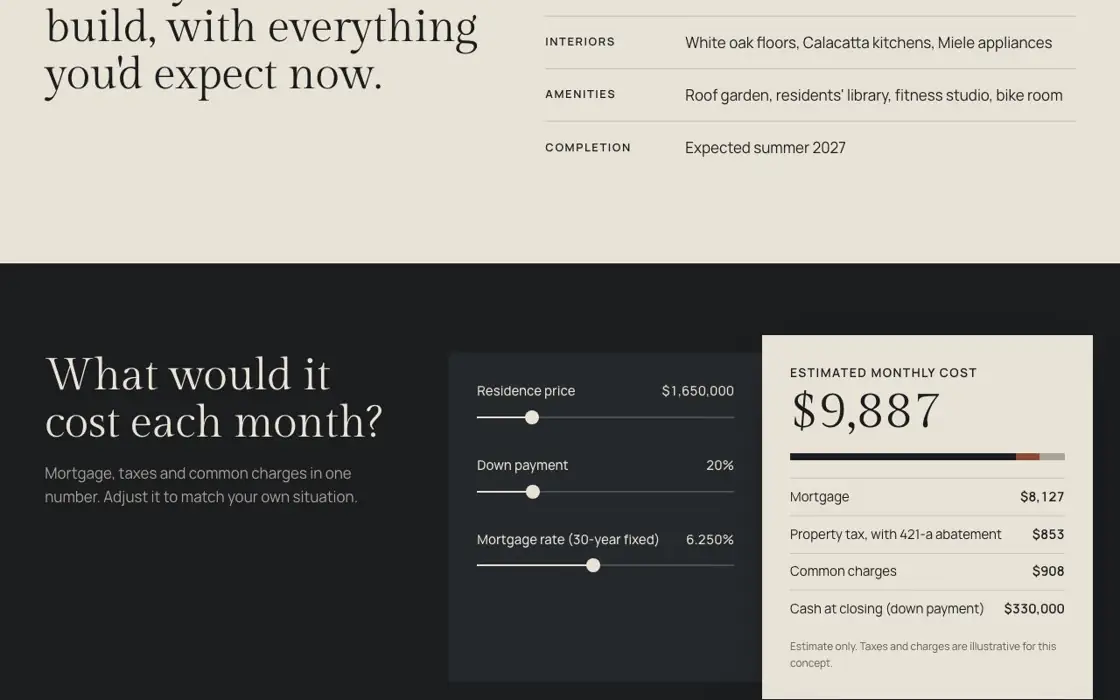 build, with everything
you'd expect now.
INTERIORS White oak floors, Calacatta kitchens, Miele appliances
AMENITIES Roof garden, residents' library, fitness studio, bike room
COMPLETION Expected summer 2027
What would it
cost each month?
Mortgage, taxes and common charges in one
number. Adjust it to match your own situation.
Residence price $1,650,000
Down payment 20%
Mortgage rate (30-year fixed) 6.250%
ESTIMATED MONTHLY COST
$9,887
Mortgage $8,127
Property tax, with 421-a abatement $853
Common charges $908
Cash at closing (down payment) $330,000
Estimate only. Taxes and charges are illustrative for this
concept.